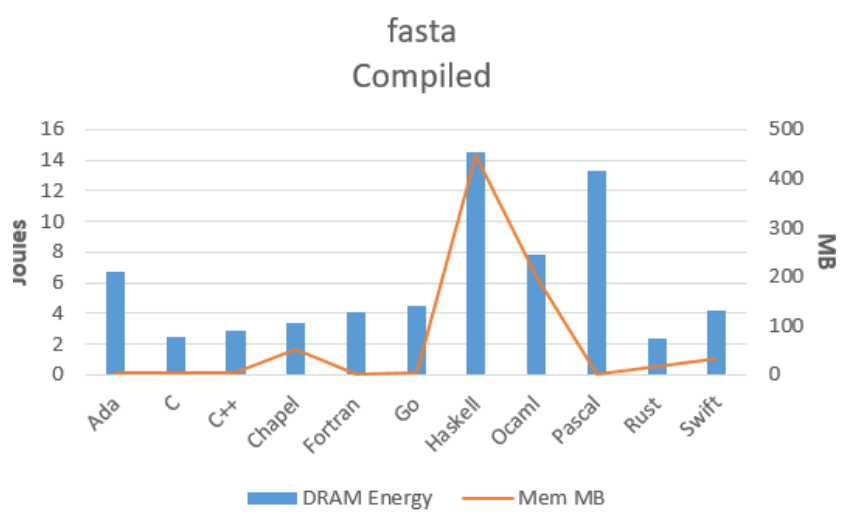 fasta
Compiled
16
14
12
10
8
6
4
2
0
Joules
500
400
300
200
100
0
MB
Ada
C
C++
Chapel
Fortran
Go
Haskell
Ocaml
Pascal
Rust
Swift
DRAM Energy
Mem MB